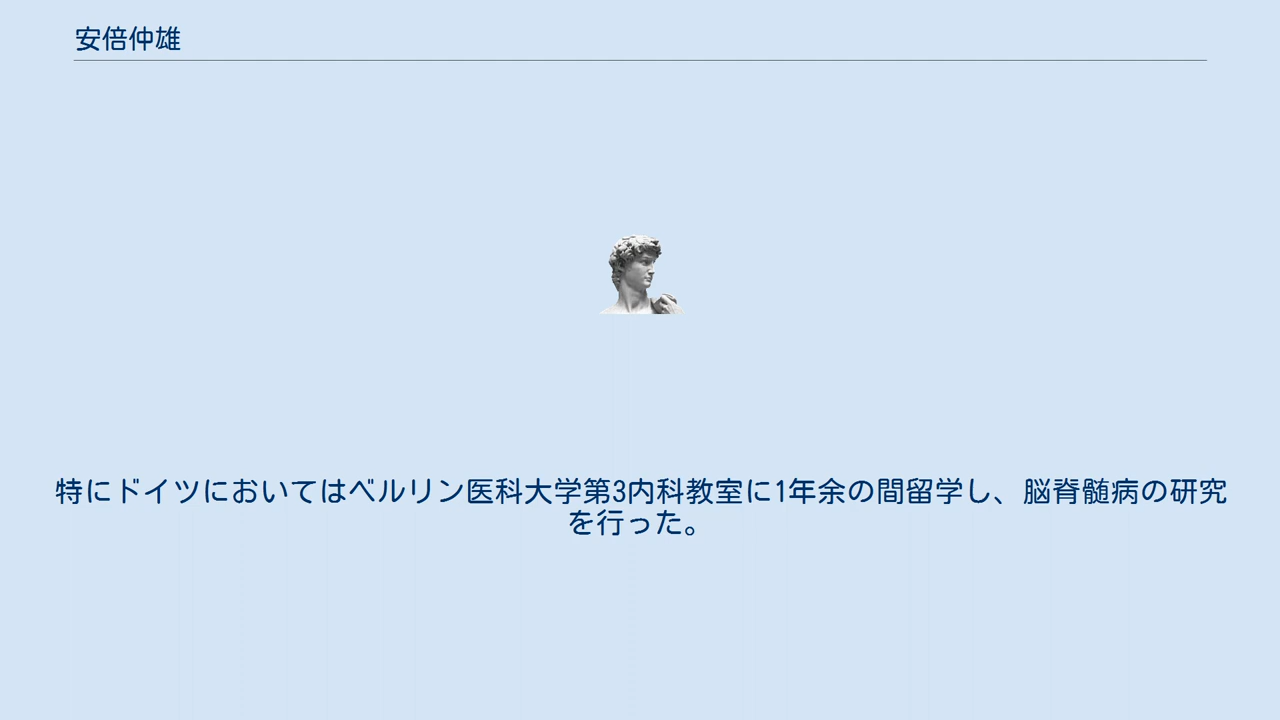 安倍仲雄
特にドイツにおいてはベルリン医科大学第3内科教室に1年余の間留学し、脳脊髄病の研究
を行った。